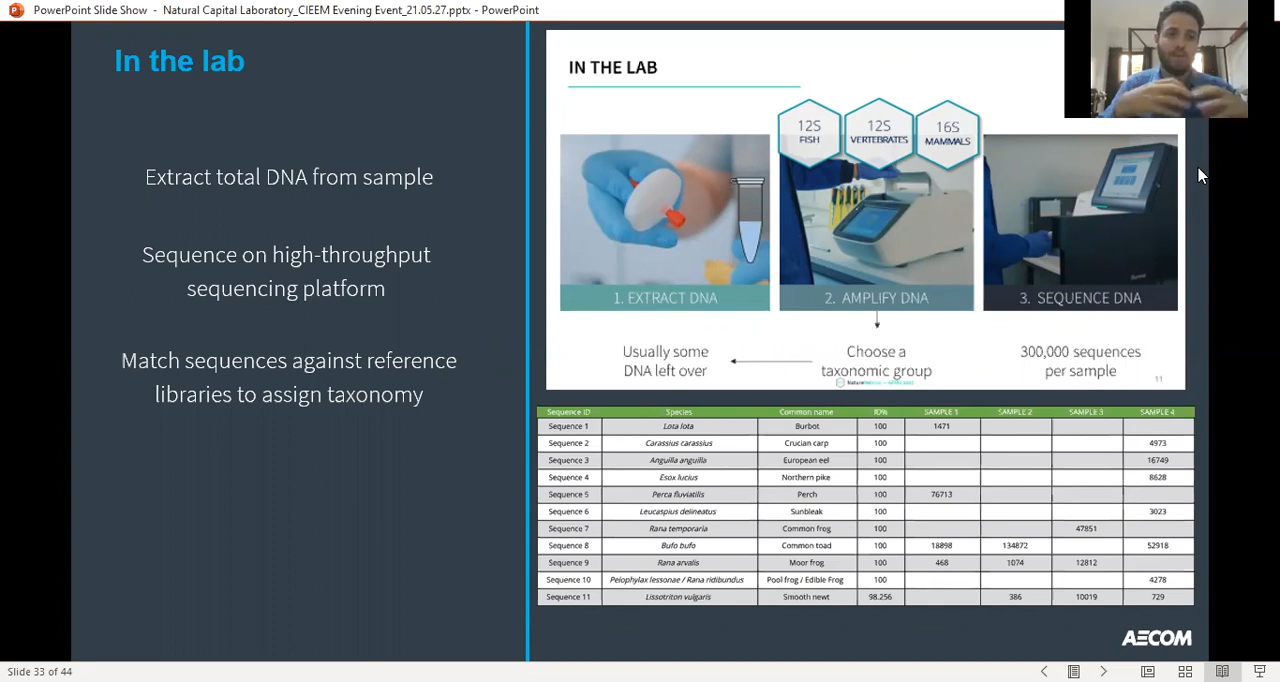 PowerPoint Slide Show - Natural Capital Laboratory_CIEEM Evening Event_21.05.27.pptx - PowerPoint
In the lab
Extract total DNA from sample
Sequence on high-throughput
sequencing platform
Match sequences against reference
libraries to assign taxonomy
IN THE LAB
12S
FISH
12S
VERTEBRATES
16S
MAMMALS
1. EXTRACT DNA
2. AMPLIFY DNA
3. SEQUENCE DNA
Usually some
DNA left over
Choose a
taxonomic group
300,000 sequences
per sample
11
Sequence ID Species Common name ID% SAMPLE 1 SAMPLE 2 SAMPLE 3 SAMPLE 4
Sequence 1 Lota lota Burbot 100 1471
Sequence 2 Carassius carassius Crucian carp 100 4973
Sequence 3 Anguilla anguilla European eel 100 16749
Sequence 4 Esox lucius Northern pike 100 8628
Sequence 5 Perca fluviatilis Perch 100 76713
Sequence 6 Leucaspius delineatus Sunbleak 100 3023
Sequence 7 Rana temporaria Common frog 100 47851
Sequence 8 Bufo bufo Common toad 100 18898 134872 52918
Sequence 9 Rana arvalis Moor frog 100 468 1074 12812
Sequence 10 Pelophylax lessonae / Rana ridibundus Pool frog / Edible Frog 100 4278
Sequence 11 Lissotriton vulgaris Smooth newt 98.256 386 10019 729
AECOM
Slide 33 of 44